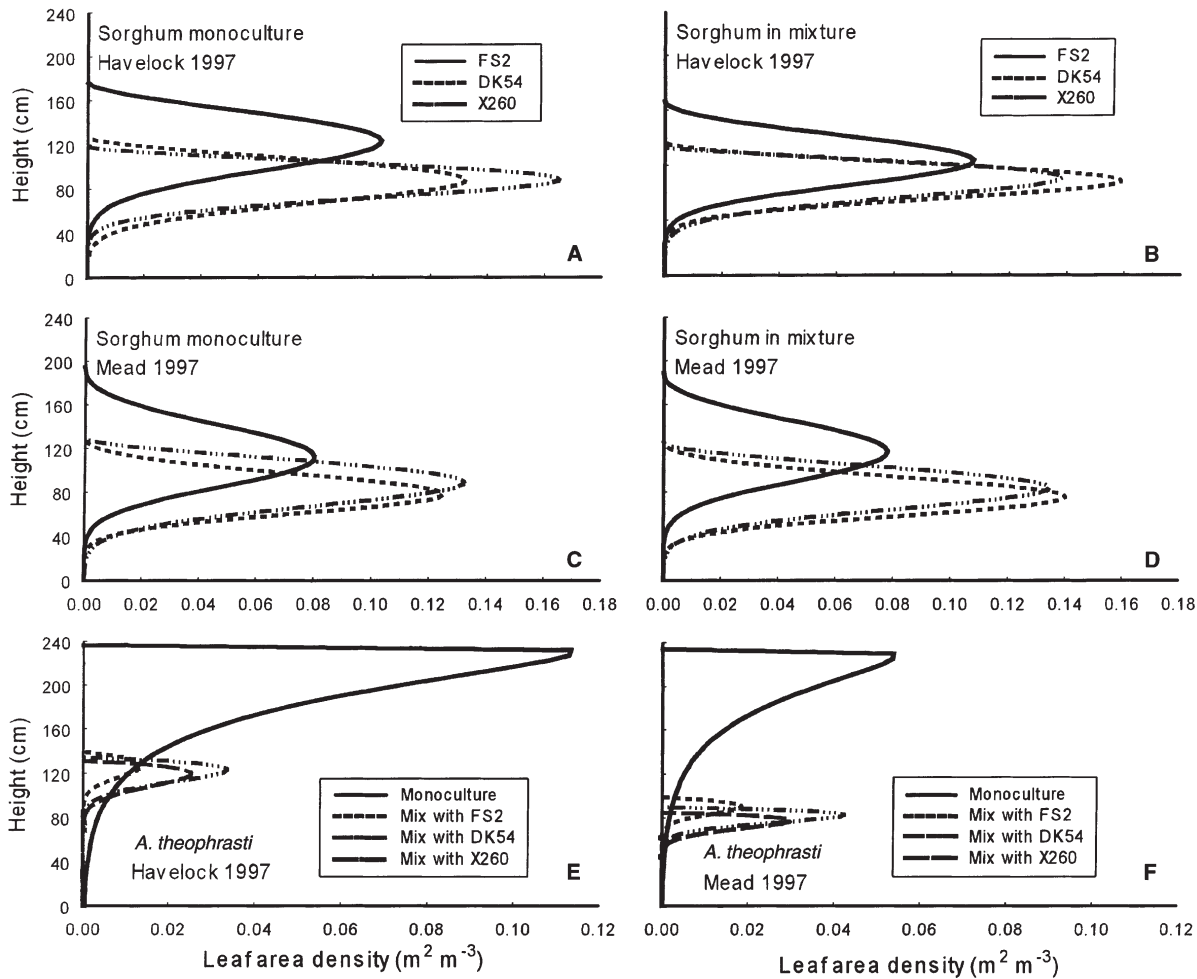 240
200
160
120
80
40
0
Height (cm)
Sorghum monoculture
Havelock 1997
FS2
DK54
X260
A
Sorghum in mixture
Havelock 1997
FS2
DK54
X260
B
240
200
160
120
80
40
0
Height (cm)
Sorghum monoculture
Mead 1997
C
0.00 0.02 0.04 0.06 0.08 0.10 0.12 0.14 0.16 0.18
Sorghum in mixture
Mead 1997
D
0.00 0.02 0.04 0.06 0.08 0.10 0.12 0.14 0.16 0.18
240
200
160
120
80
40
0
Height (cm)
Monoculture
Mix with FS2
Mix with DK54
Mix with X260
A. theophrasti
Havelock 1997
E
0.00 0.02 0.04 0.06 0.08 0.10 0.12
Leaf area density (m² m⁻³)
Monoculture
Mix with FS2
Mix with DK54
Mix with X260
A. theophrasti
Mead 1997
F
0.00 0.02 0.04 0.06 0.08 0.10 0.12
Leaf area density (m² m⁻³)